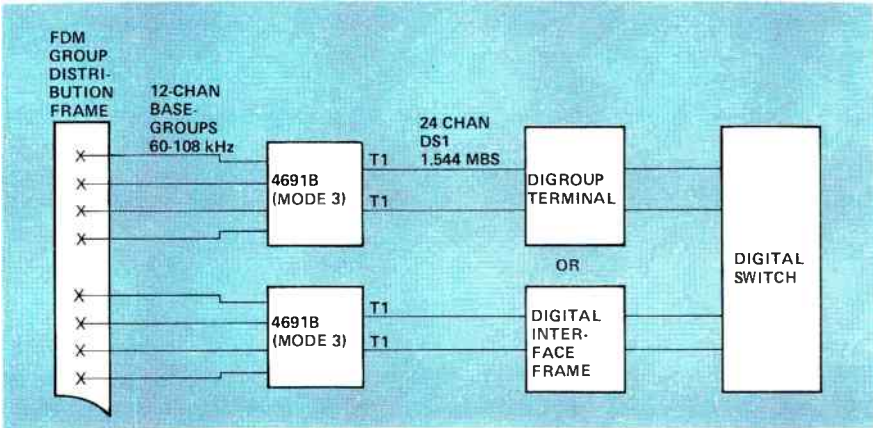 FDM
GROUP
DISTRI-
BUTION
FRAME
12-CHAN
BASE-
GROUPS
60-108 kHz
4691B
(MODE 3)
T1
T1
24 CHAN
DS1
1.544 MBS
DIGROUP
TERMINAL
OR
DIGITAL
SWITCH
4691B
(MODE 3)
T1
T1
DIGITAL
INTER-
FACE
FRAME